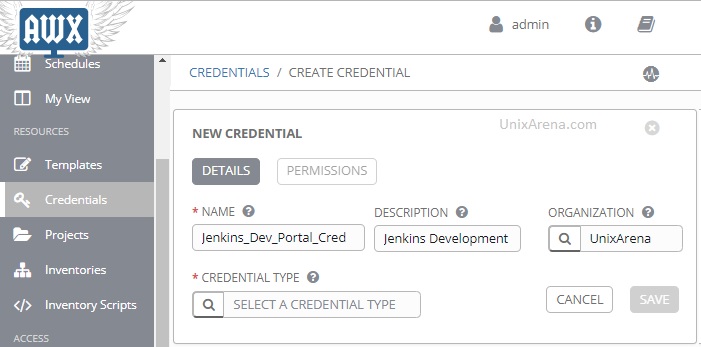 AWX
admin
Schedules
My View
RESOURCES
Templates
Credentials
Projects
Inventories
Inventory Scripts
ACCESS
CREDENTIALS / CREATE CREDENTIAL
NEW CREDENTIAL
UnixArena.com
DETAILS
PERMISSIONS
* NAME ?
DESCRIPTION ?
ORGANIZATION ?
Jenkins_Dev_Portal_Cred
Jenkins Development
UnixArena
* CREDENTIAL TYPE ?
SELECT A CREDENTIAL TYPE
CANCEL
SAVE